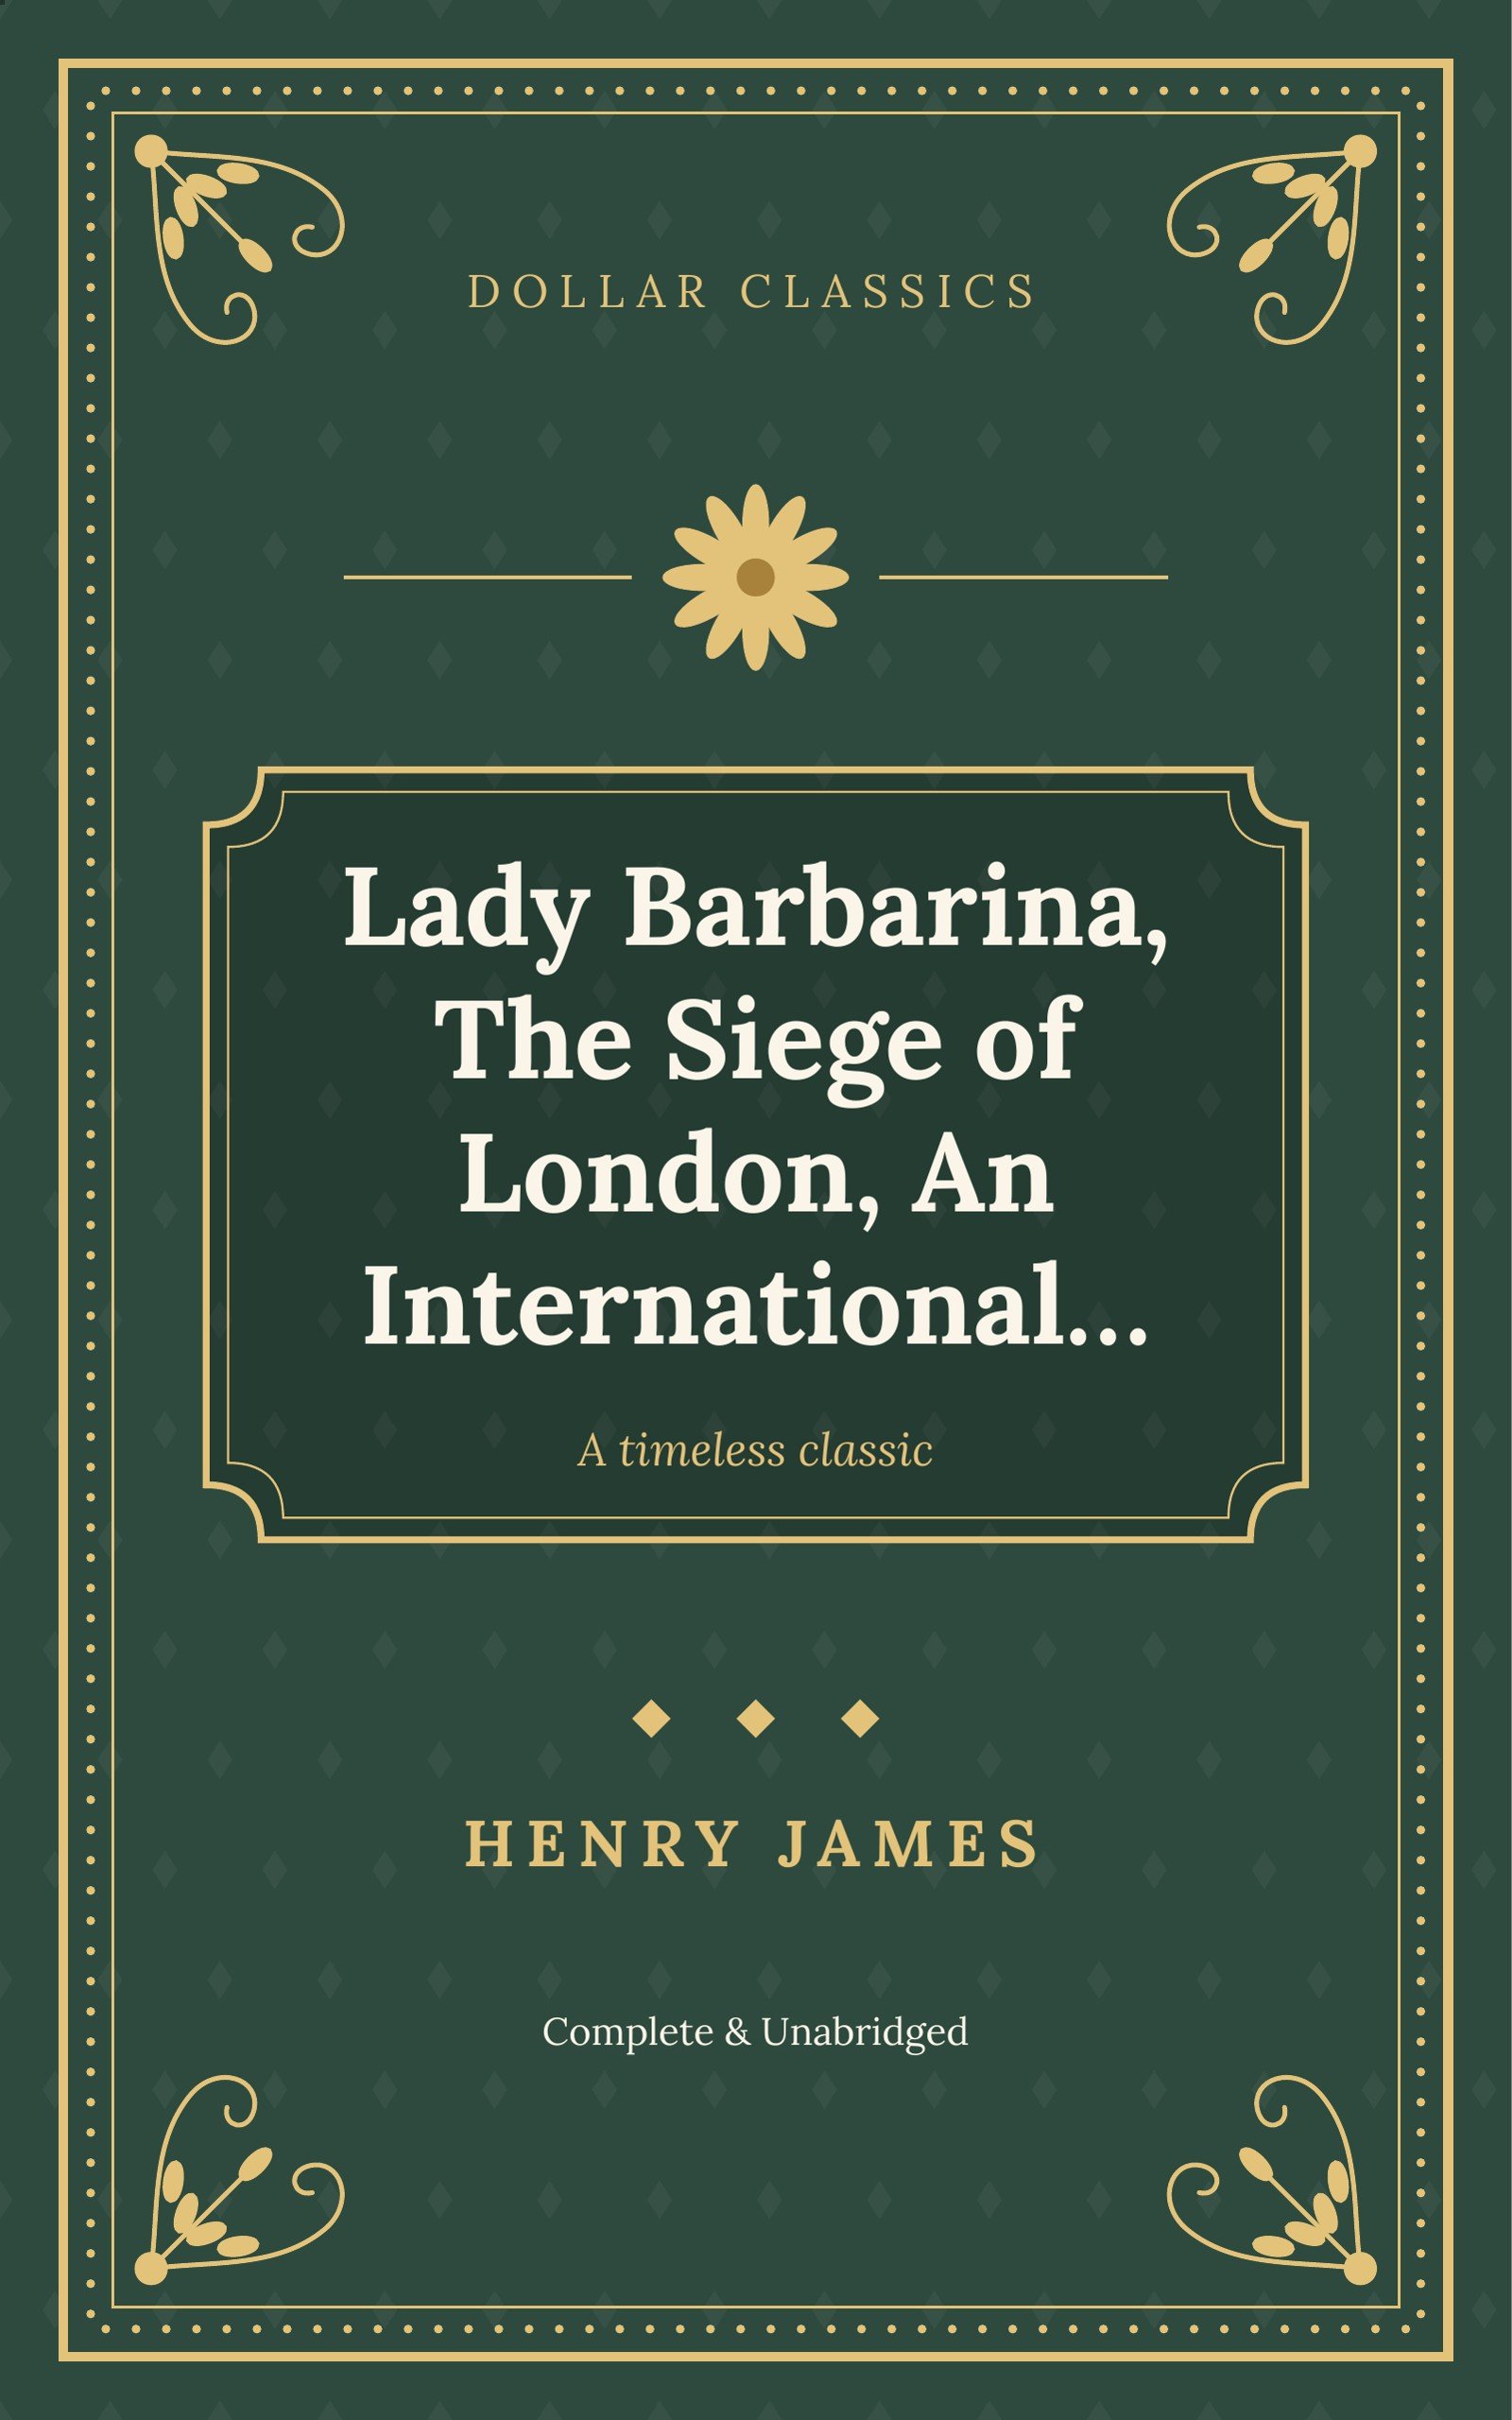 DOLLAR CLASSICS
Lady Barbarina,
The Siege of
London, An
International...
A timeless classic
HENRY JAMES
Complete & Unabridged